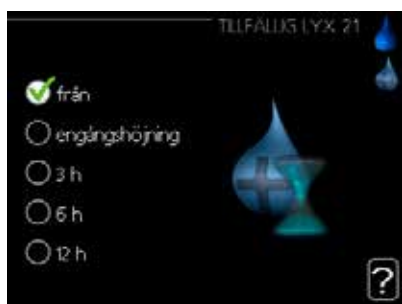 TILLFÄLLIG LYX 2.1
från
engångshöjning
3 h
6 h
12 h
?